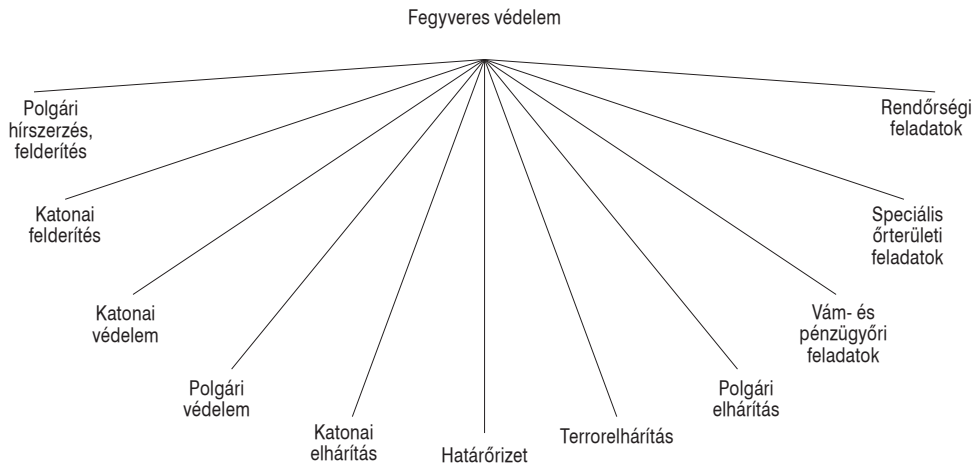 Fegyveres védelem
Polgári
hírszerzés,
felderítés
Katonai
felderítés
Katonai
védelem
Polgári
védelem
Katonai
elhárítás
Határőrizet
Terrorelhárítás
Polgári
elhárítás
Vám- és
pénzügyőri
feladatok
Speciális
őrterületi
feladatok
Rendőrségi
feladatok